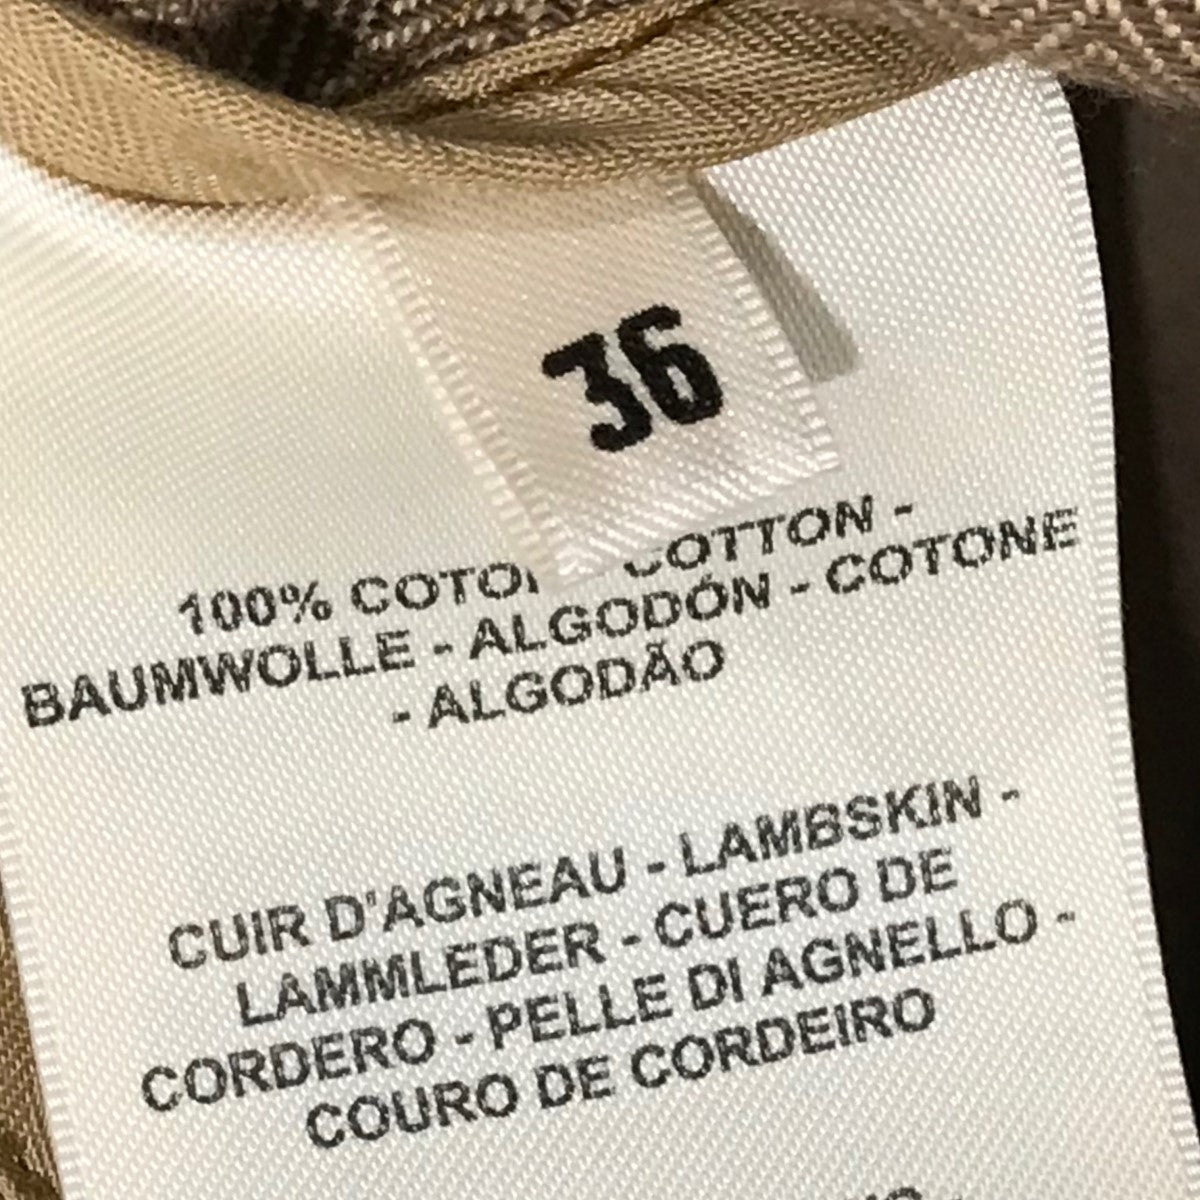 36
100% COTO COTTON -
BAUMWOLLE - ALGODÓN - COTONE
- ALGODÃO
CUIR D'AGNEAU - LAMBSKIN -
LAMMLEDER - CUERO DE
CORDERO - PELLE DI AGNELLO -
COURO DE CORDEIRO